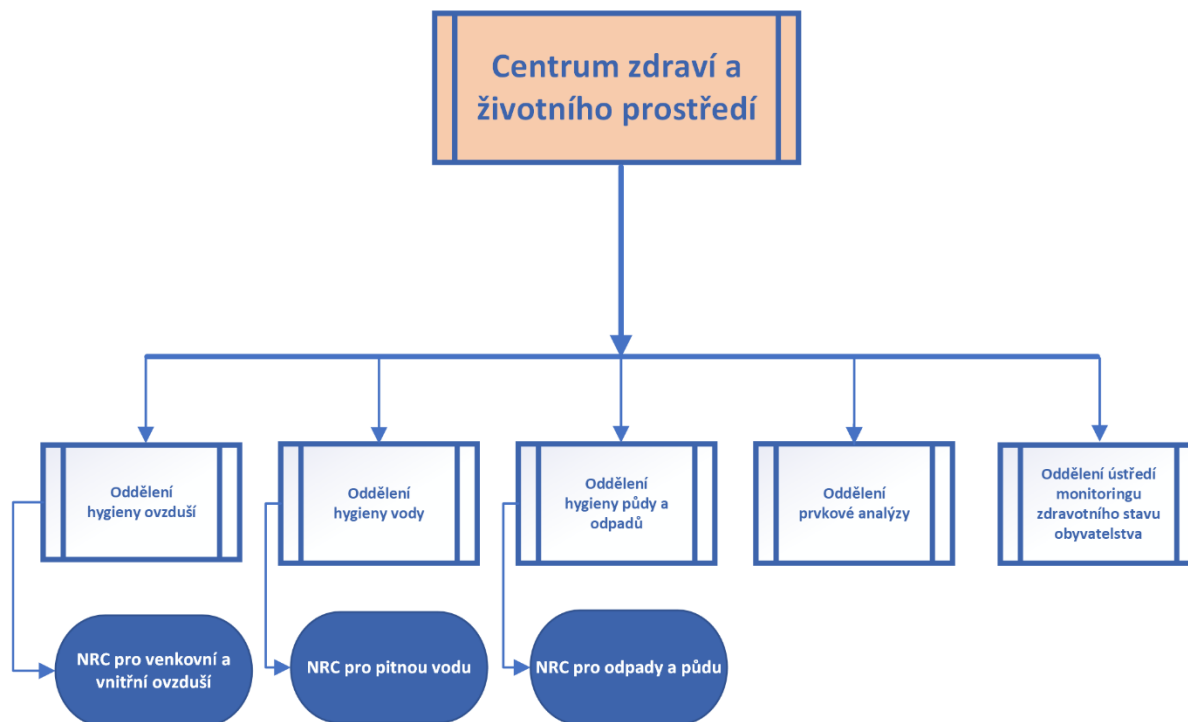 Centrum zdraví a
životního prostředí
Oddělení
hygieny ovzduší
Oddělení
hygieny vody
Oddělení
hygieny půdy a
odpadů
Oddělení
prvkové analýzy
Oddělení ústředí
monitoringu
zdravotního stavu
obyvatelstva
NRC pro venkovní a
vnitřní ovzduší
NRC pro pitnou vodu
NRC pro odpady a půdu